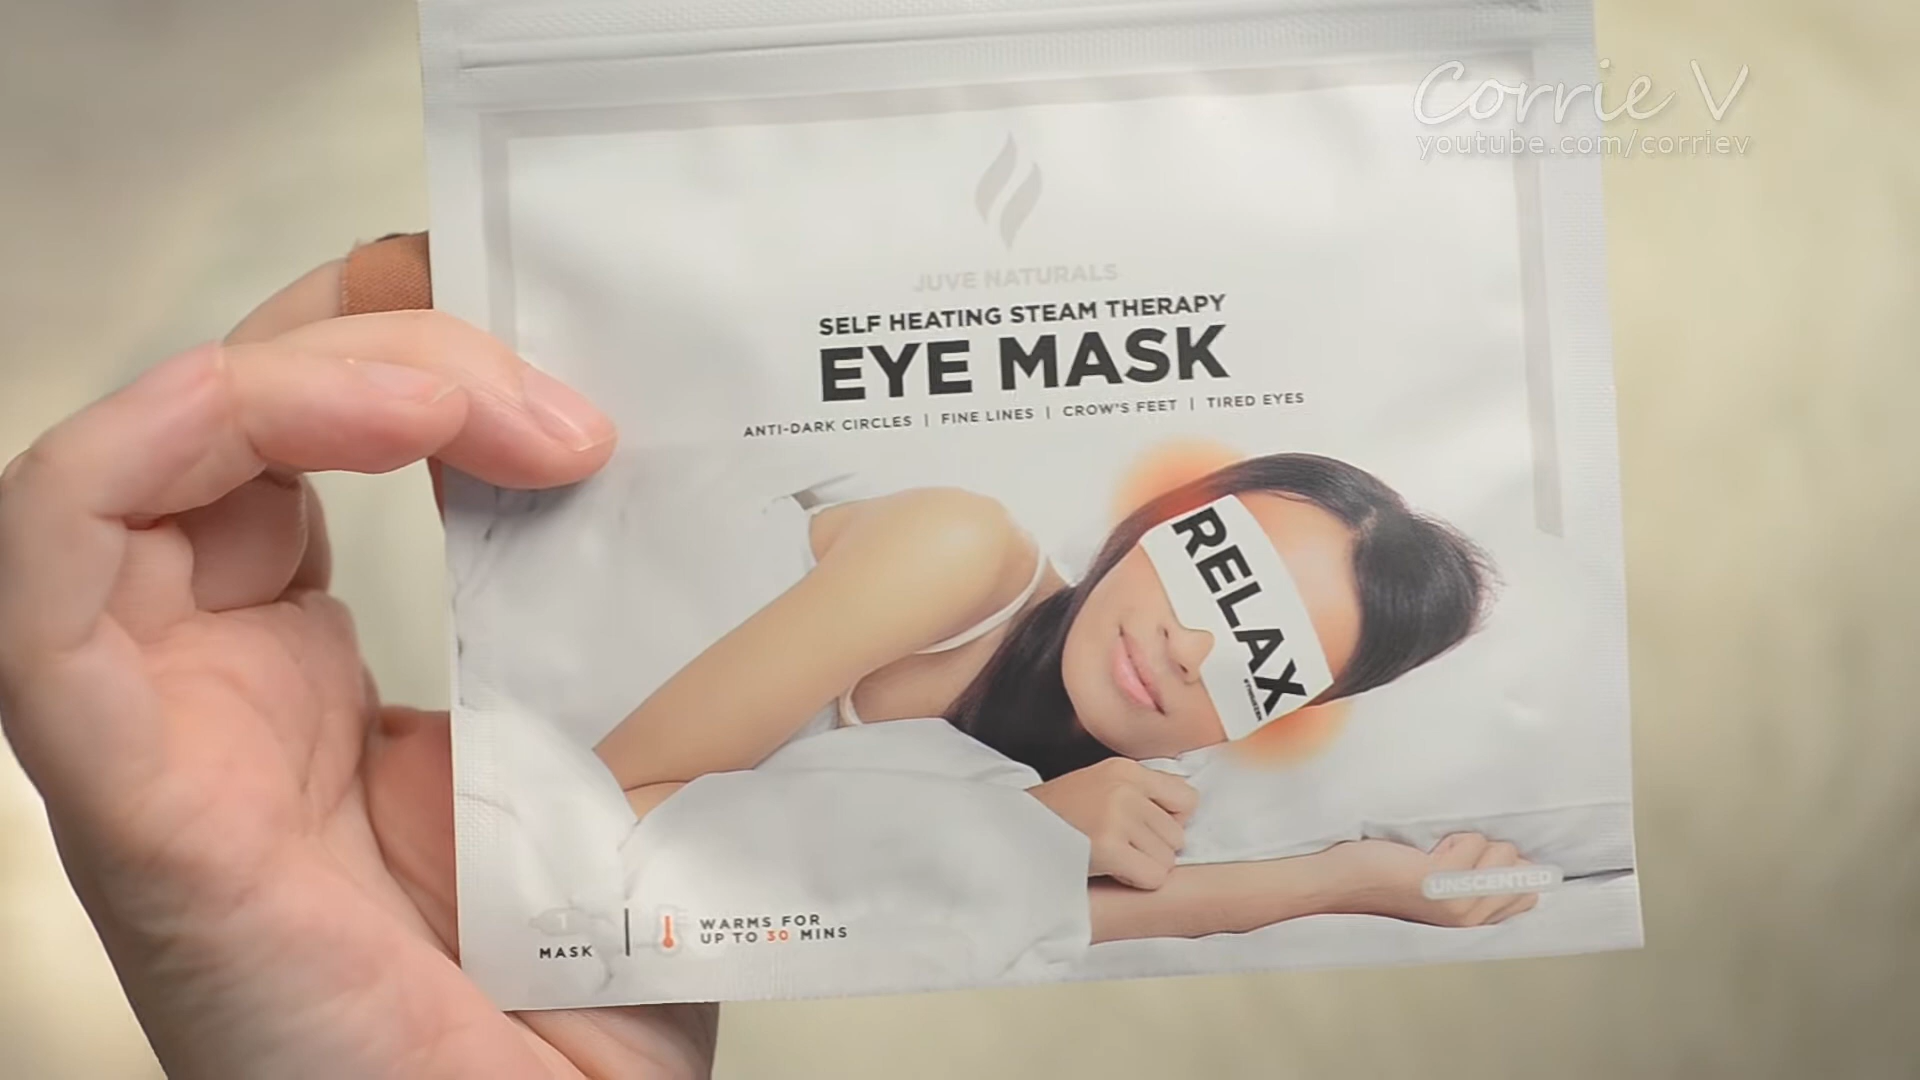 Corrie V
youtube.com/corriev
JUVE NATURALS
SELF HEATING STEAM THERAPY
EYE MASK
ANTI-DARK CIRCLES | FINE LINES | CROW'S FEET | TIRED EYES
RELAX
UNSCENTED
1
MASK
WARMS FOR
UP TO 30 MINS